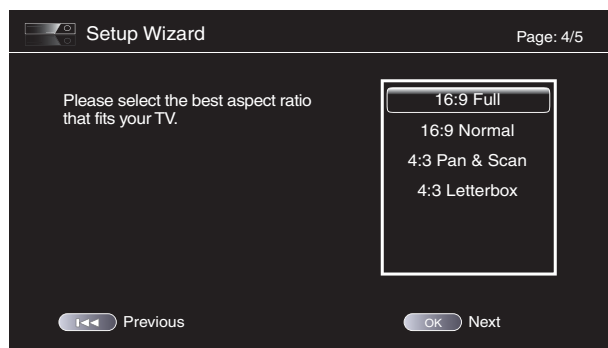 Setup Wizard
Page: 4/5
Please select the best aspect ratio
that fits your TV.
16:9 Full
16:9 Normal
4:3 Pan & Scan
4:3 Letterbox
Previous
OK
Next